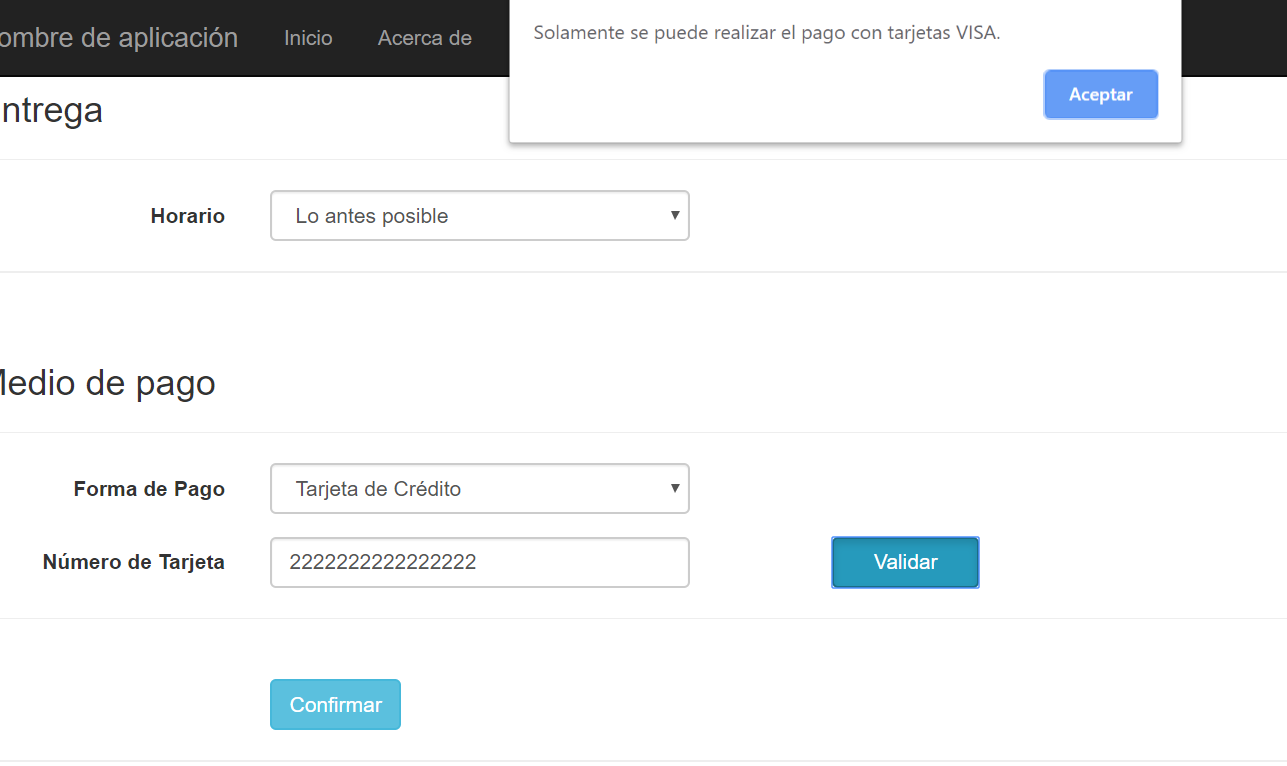 ombre de aplicación Inicio Acerca de
Solamente se puede realizar el pago con tarjetas VISA.
Aceptar
ntrega
Horario Lo antes posible
Medio de pago
Forma de Pago Tarjeta de Crédito
Número de Tarjeta 2222222222222222 Validar
Confirmar